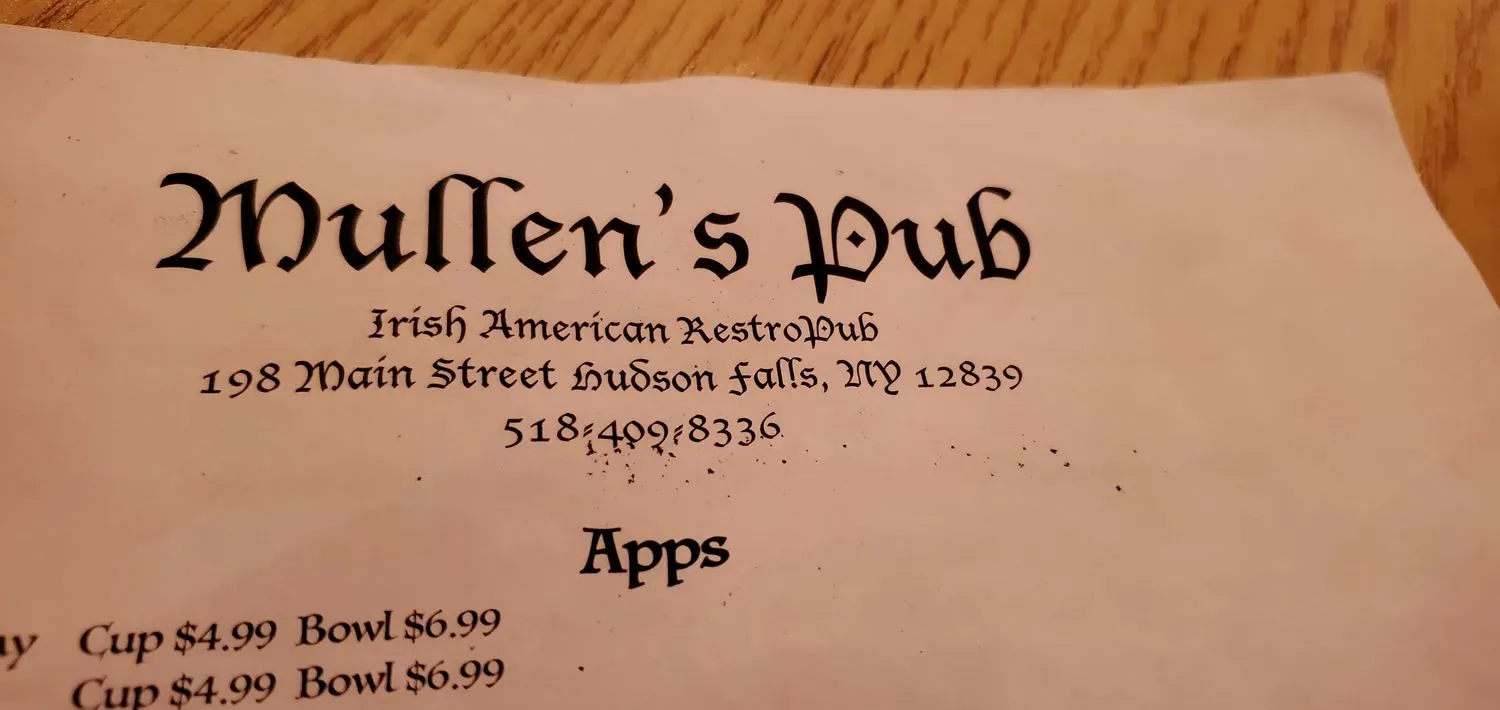 Mullen's Pub
Irish American RestroPub
198 Main Street Hudson Falls, NY 12839
518-409-8336
Apps
Cup $4.99 Bowl $6.99
Cup $4.99 Bowl $6.99